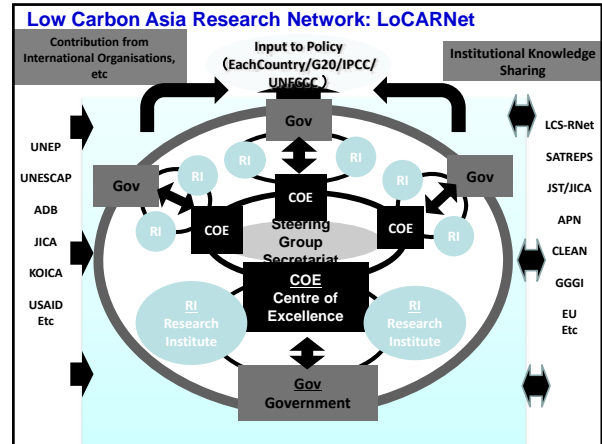 Low Carbon Asia Research Network: LoCARNet
Contribution from
International Organisations,
etc
Input to Policy
(EachCountry/G20/IPCC/
UNFCCC )
Institutional Knowledge
Sharing
Gov
UNEP
UNESCAP
ADB
JICA
KOICA
USAID
Etc
LCS-RNet
SATREPS
JST/JICA
APN
CLEAN
GGGI
EU
Etc
RI
RI
Gov
RI
RI
Gov
RI
RI
COE
COE
COE
Steering
Group
Secretariat
COE
Centre of
Excellence
RI
Research
Institute
RI
Research
Institute
Gov
Government